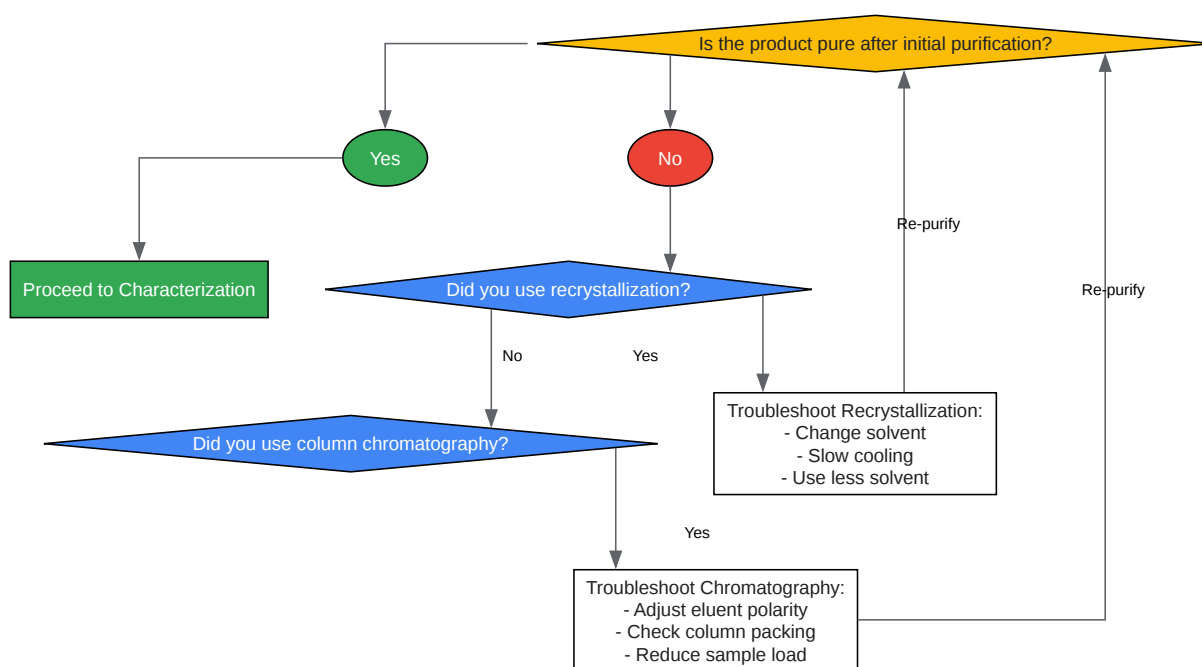 Is the product pure after initial purification?
Yes
No
Re-purify
Proceed to Characterization
Did you use recrystallization?
Re-purify
No
Yes
Troubleshoot Recrystallization:
- Change solvent
- Slow cooling
- Use less solvent
Did you use column chromatography?
Yes
Troubleshoot Chromatography:
- Adjust eluent polarity
- Check column packing
- Reduce sample load